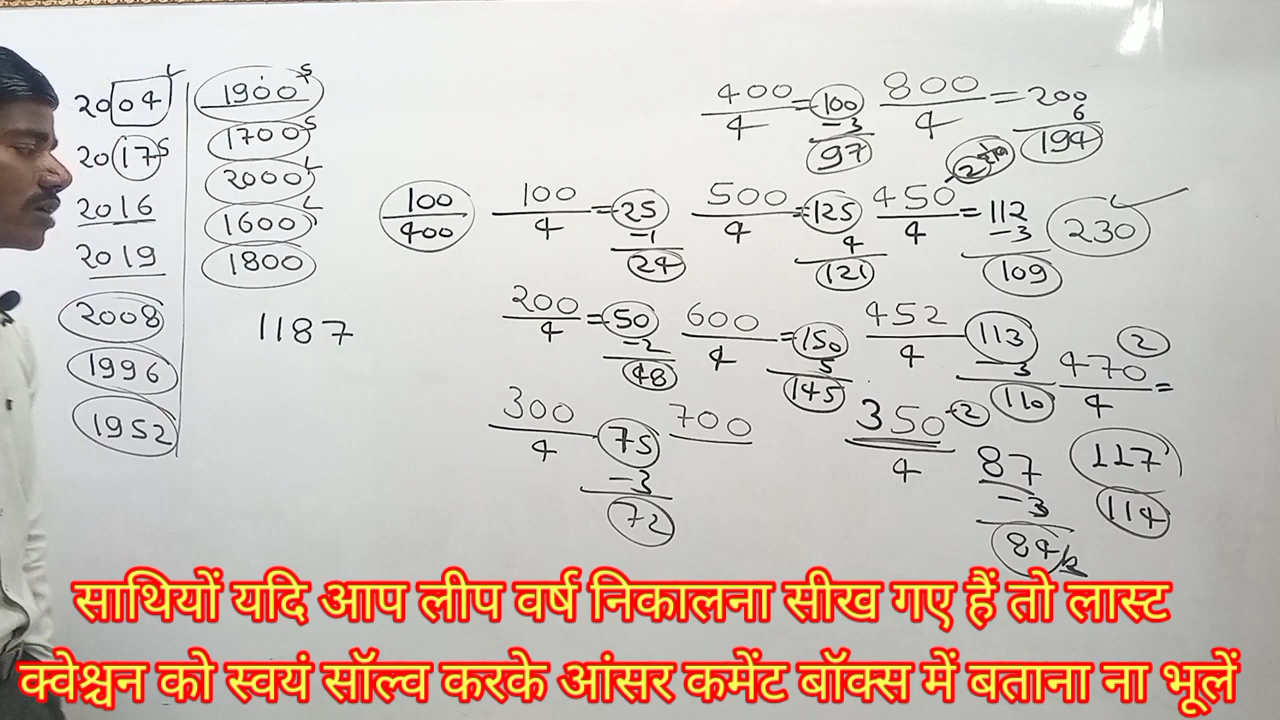 2004 L
2017 S
2016
2019
2008
1996
1952
1900 S
1700 S
2000 L
1600 L
1800
1187
100/400
100/4 = 25
-1
24
200/4 = 50
-2
48
300/4 75
-3
72
400/4 = 100
-3
97
500/4 = 125
4
121
600/4 = 150
5
145
700
800/4 = 200
6
194
450/4 = 112
-3
109
452/4 113
-3
110
350/4 -2
87
-3
84
230 L
2
470/4 =
117
114
साथियों यदि आप लीप वर्ष निकालना सीख गए हैं तो लास्ट
क्वेश्चन को स्वयं सॉल्व करके आंसर कमेंट बॉक्स में बताना ना भूलें